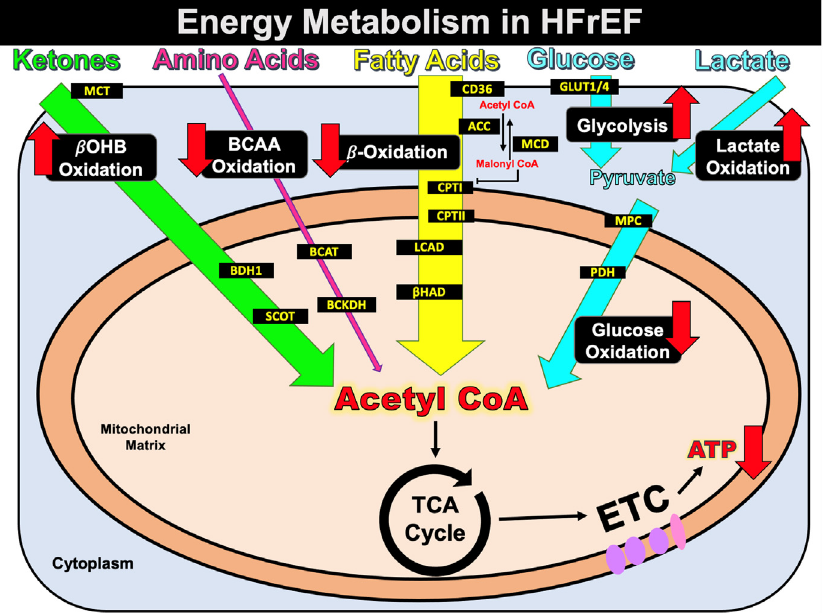 Energy Metabolism in HFrEF
Ketones
Amino Acids
Fatty Acids
Glucose
Lactate
MCT
CD36
GLUT1/4
Acetyl CoA
ACC
MCD
Malonyl CoA
Glycolysis
βOHB
Oxidation
BCAA
Oxidation
β-Oxidation
Lactate
Oxidation
Pyruvate
CPTI
CPTII
MPC
BCAT
LCAD
BDH1
PDH
βHAD
BCKDH
SCOT
Glucose
Oxidation
Acetyl CoA
Mitochondrial
Matrix
ATP
TCA
Cycle
ETC
Cytoplasm